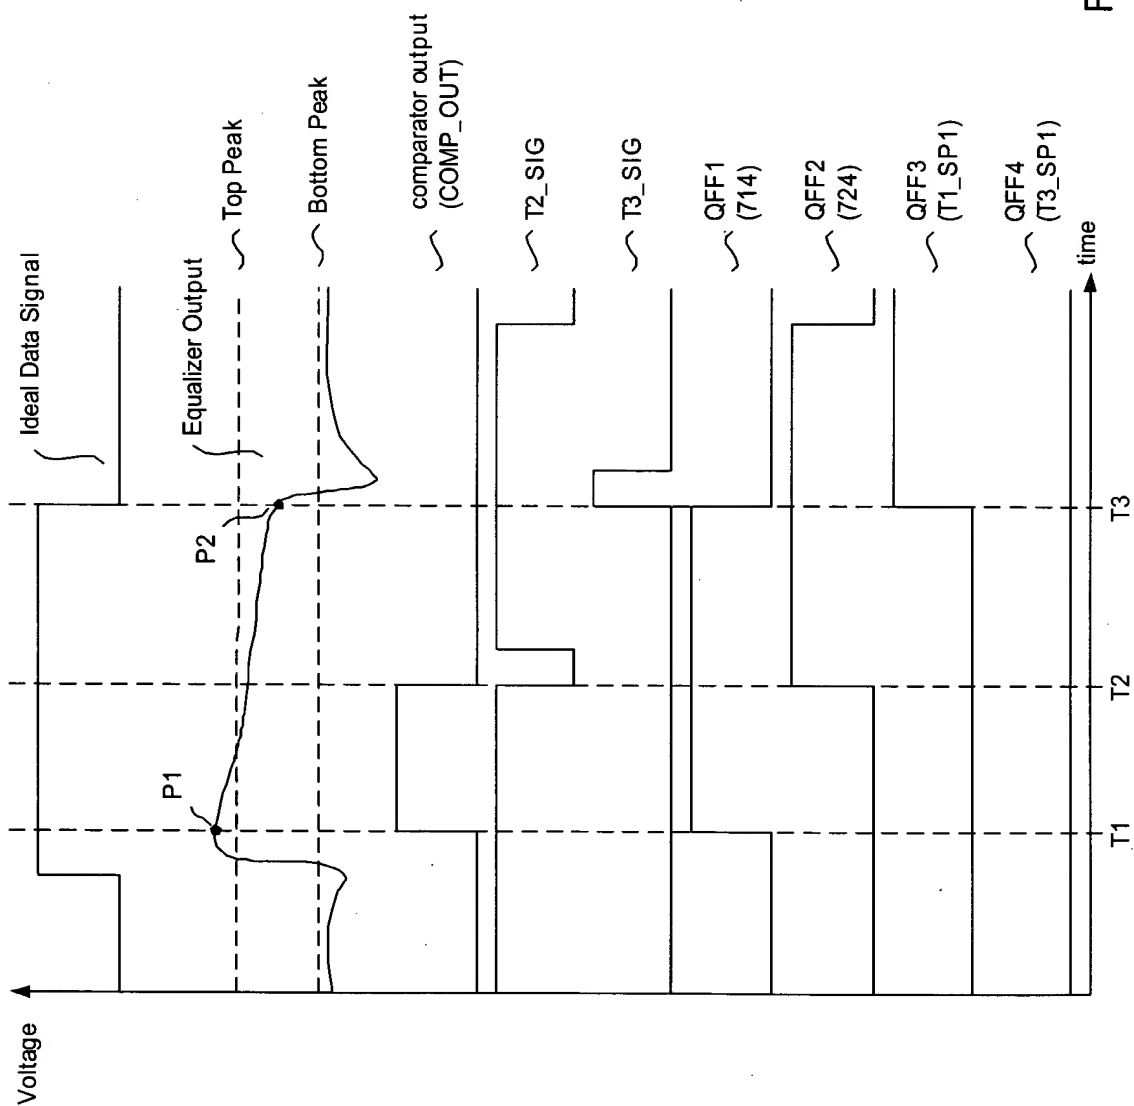 Voltage
Ideal Data Signal
Equalizer Output
Top Peak
Bottom Peak
P1
P2
comparator output
(COMP_OUT)
T2_SIG
T3_SIG
QFF1
(714)
QFF2
(724)
QFF3
(T1_SP1)
QFF4
(T3_SP1)
time
T1
T2
T3